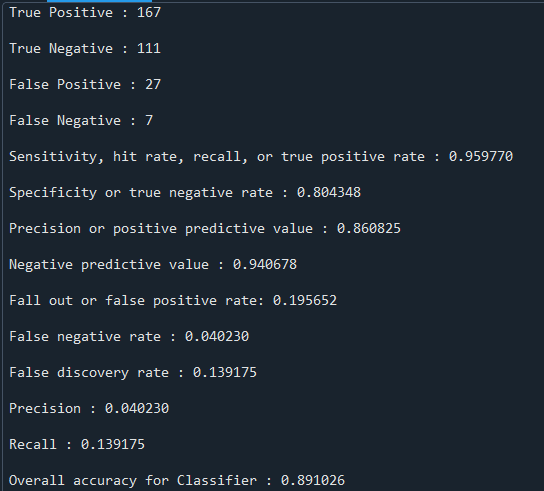 True Positive : 167
True Negative : 111
False Positive : 27
False Negative : 7
Sensitivity, hit rate, recall, or true positive rate : 0.959770
Specificity or true negative rate : 0.804348
Precision or positive predictive value : 0.860825
Negative predictive value : 0.940678
Fall out or false positive rate: 0.195652
False negative rate : 0.040230
False discovery rate : 0.139175
Precision : 0.040230
Recall : 0.139175
Overall accuracy for Classifier : 0.891026